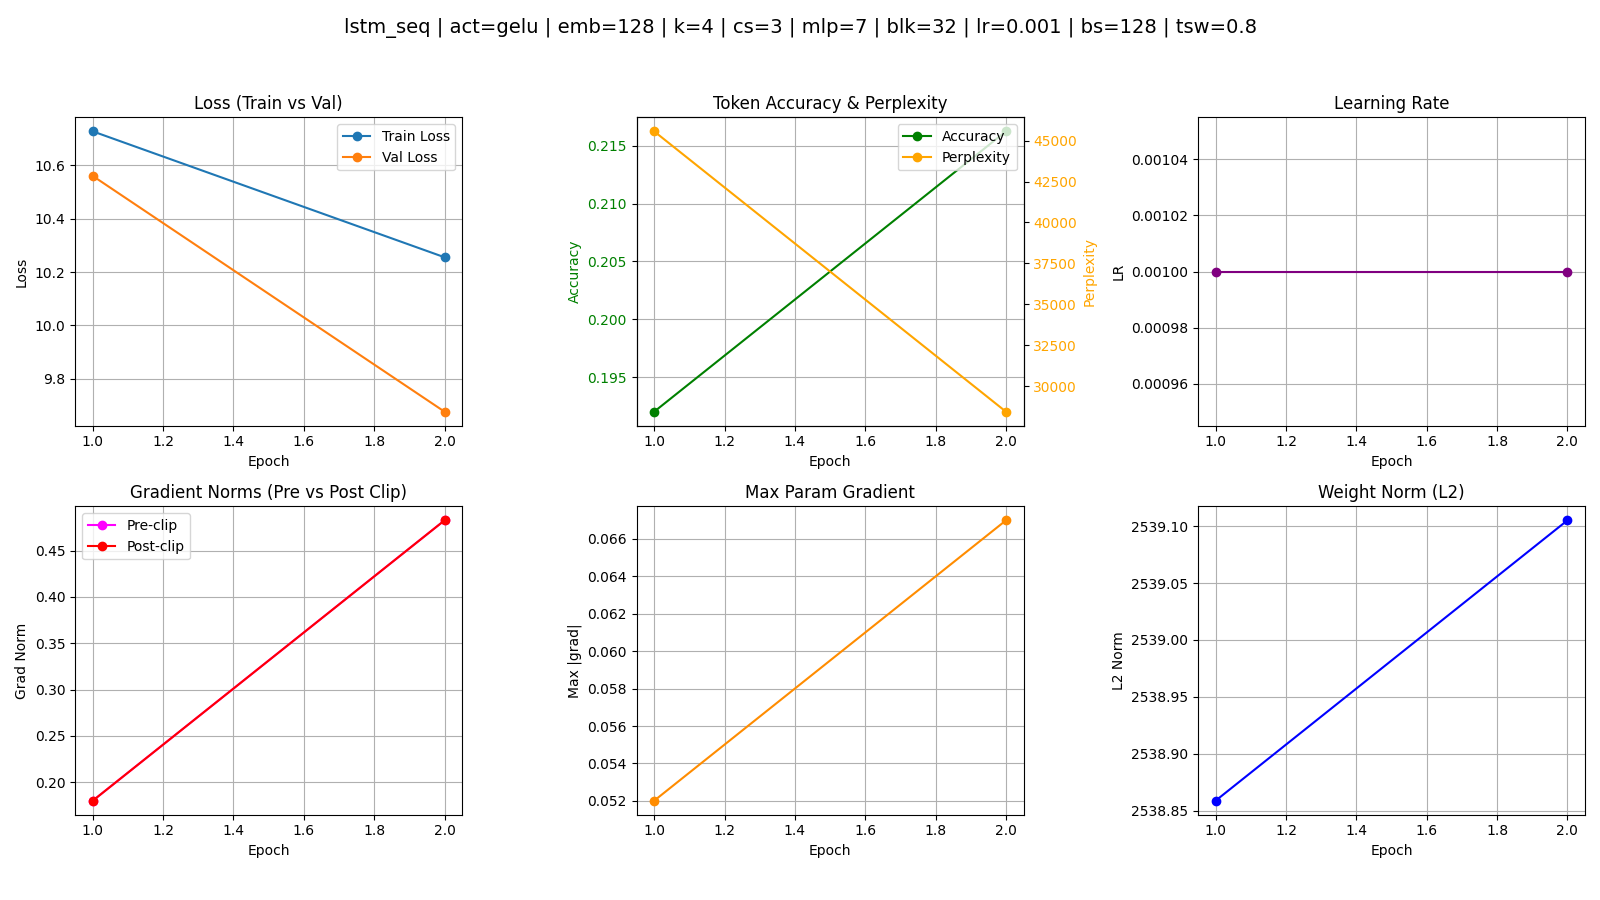 lstm_seq | act=gelu | emb=128 | k=4 | cs=3 | mlp=7 | blk=32 | lr=0.001 | bs=128 | tsw=0.8
Loss (Train vs Val)
Train Loss
Val Loss
10.6
10.4
10.2
10.0
9.8
Loss
1.0 1.2 1.4 1.6 1.8 2.0
Epoch
Token Accuracy & Perplexity
Accuracy
Perplexity
0.215
0.210
0.205
0.200
0.195
Accuracy
45000
42500
40000
37500
35000
32500
30000
Perplexity
1.0 1.2 1.4 1.6 1.8 2.0
Epoch
Learning Rate
0.00104
0.00102
0.00100
0.00098
0.00096
LR
1.0 1.2 1.4 1.6 1.8 2.0
Epoch
Gradient Norms (Pre vs Post Clip)
Pre-clip
Post-clip
0.45
0.40
0.35
0.30
0.25
0.20
Grad Norm
1.0 1.2 1.4 1.6 1.8 2.0
Epoch
Max Param Gradient
0.066
0.064
0.062
0.060
0.058
0.056
0.054
0.052
Max |grad|
1.0 1.2 1.4 1.6 1.8 2.0
Epoch
Weight Norm (L2)
2539.10
2539.05
2539.00
2538.95
2538.90
2538.85
L2 Norm
1.0 1.2 1.4 1.6 1.8 2.0
Epoch